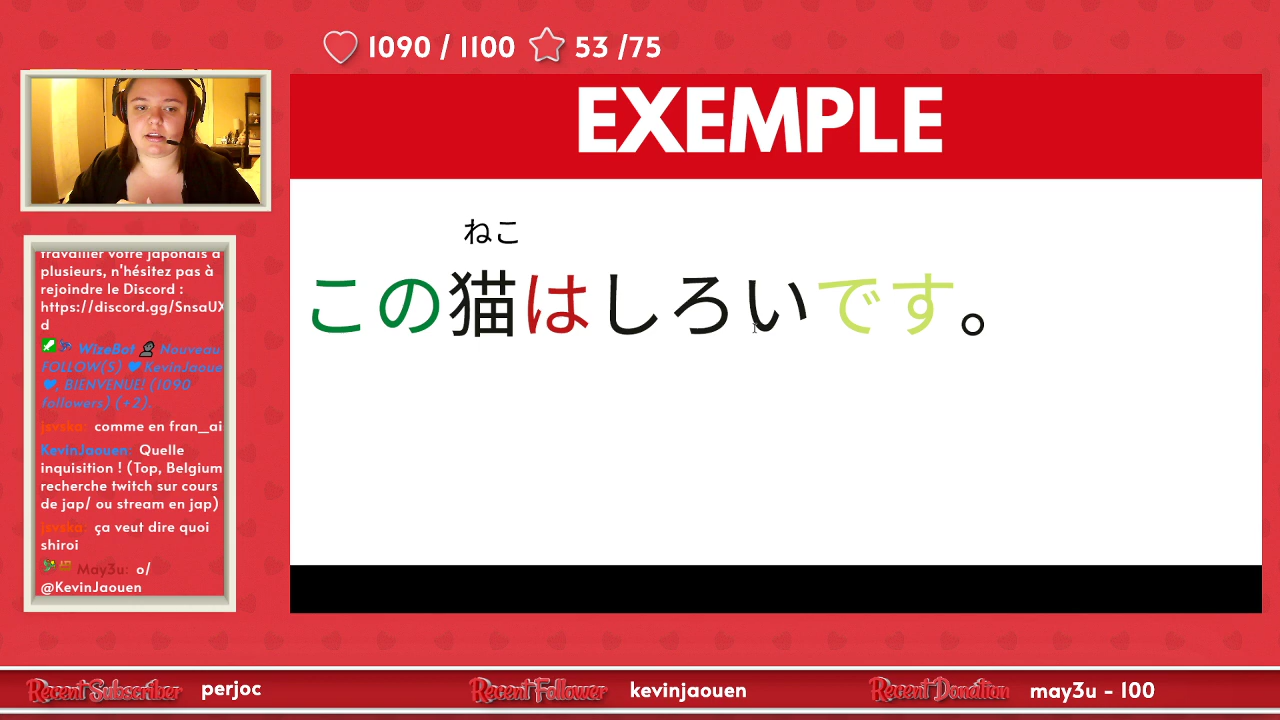 1090 / 1100 53 /75
EXEMPLE
ねこ
この猫はしろいです。
travailler votre japonais à
plusieurs, n'hésitez pas à
rejoindre le Discord :
https://discord.gg/SnsaUX
d
WizeBot Nouveau
FOLLOW(S) KevinJaoue
, BIENVENUE! (1090
followers) (+2).
jsvska: comme en fran_ai
KevinJaouen: Quelle
inquisition ! (Top, Belgium
recherche twitch sur cours
de jap/ ou stream en jap)
jsvska: ça veut dire quoi
shiroi
May3u: o/
@KevinJaouen
Recent Subscriber perjoc
Recent Follower kevinjaouen
Recent Donation may3u - 100